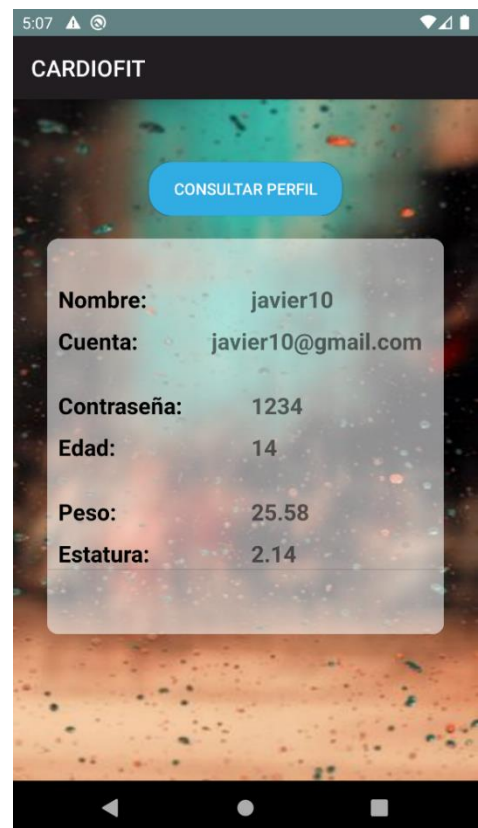 5:07
CARDIOFIT
CONSULTAR PERFIL
Nombre: javier10
Cuenta: javier10@gmail.com
Contraseña: 1234
Edad: 14
Peso: 25.58
Estatura: 2.14